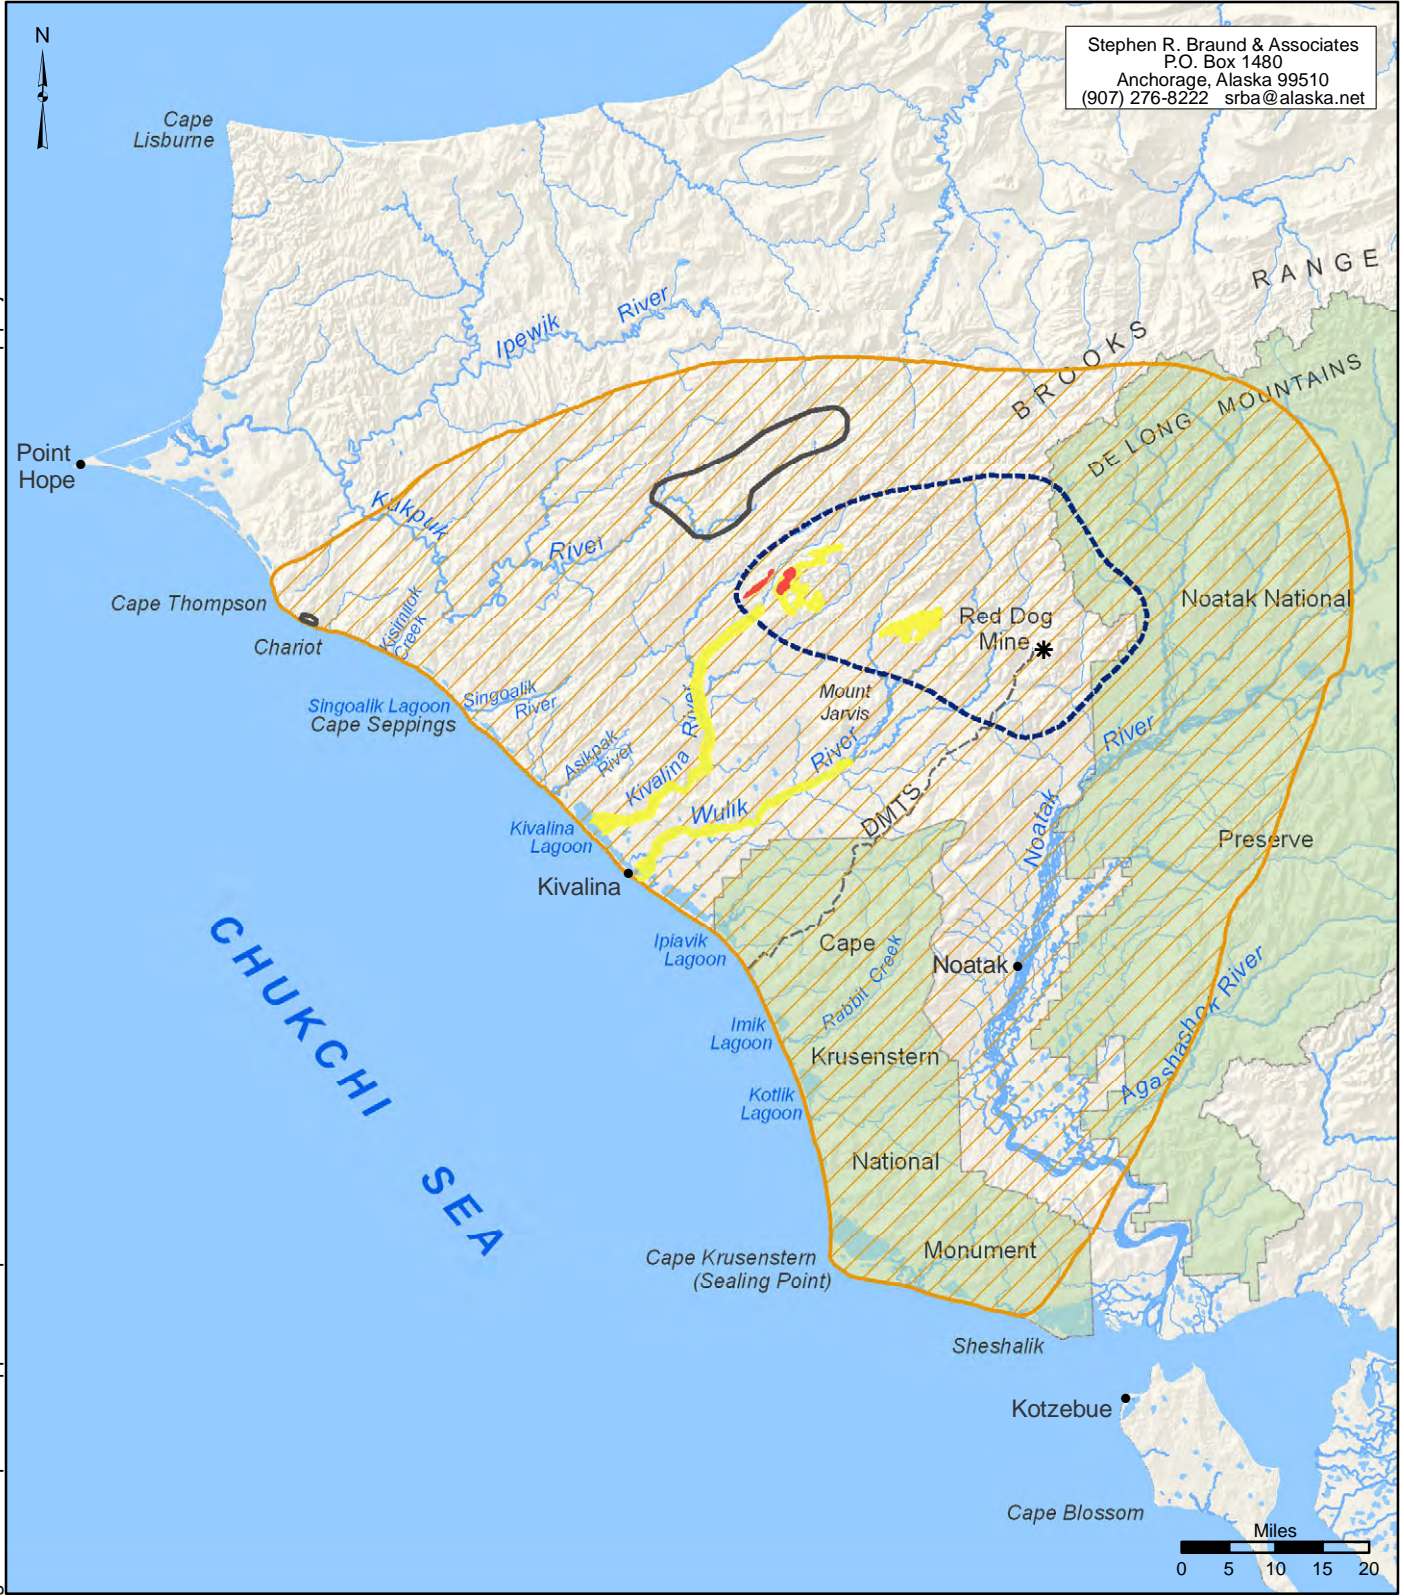 N
Stephen R. Braund & Associates
P.O. Box 1480
Anchorage, Alaska 99510
(907) 276-8222 srba@alaska.net
Cape
Lisburne
RANGE
Ipewik River
BROOKS
DE LONG MOUNTAINS
Point
Hope
Kukpuk
River
Cape Thompson
Chariot
Kisimilok
Creek
Noatak National
Red Dog
Mine
Singoalik Lagoon
Singoalik
River
Cape Seppings
Mount
Jarvis
Asikpak
River
Kivalina River
River
Wulik
DMTS
River
Noatak
Kivalina
Lagoon
Preserve
Kivalina
Cape
Iplavik
Lagoon
Rabbit Creek
Noatak
Agashashok River
Imik
Lagoon
Krusenstern
Kotlik
Lagoon
CHUKCHI
SEA
National
Monument
Cape Krusenstern
(Sealing Point)
Sheshalik
Kotzebue
Cape Blossom
Miles
0 5 10 15 20